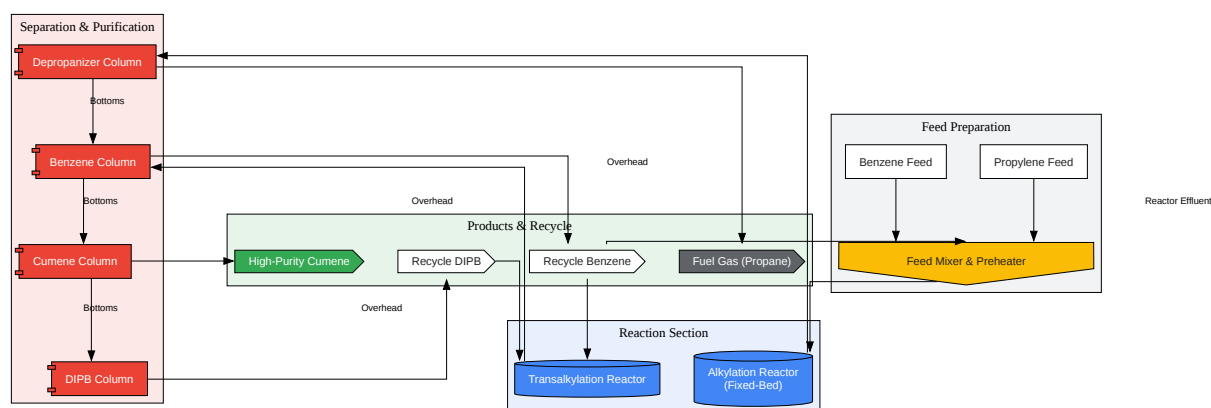 Separation & Purification
Depropanizer Column
Bottoms
Benzene Column
Bottoms
Cumene Column
Bottoms
DIPB Column
Overhead
Overhead
Overhead
Products & Recycle
High-Purity Cumene
Recycle DIPB
Recycle Benzene
Fuel Gas (Propane)
Reaction Section
Transalkylation Reactor
Alkylation Reactor
(Fixed-Bed)
Feed Preparation
Benzene Feed
Propylene Feed
Feed Mixer & Preheater
Reactor Effluent